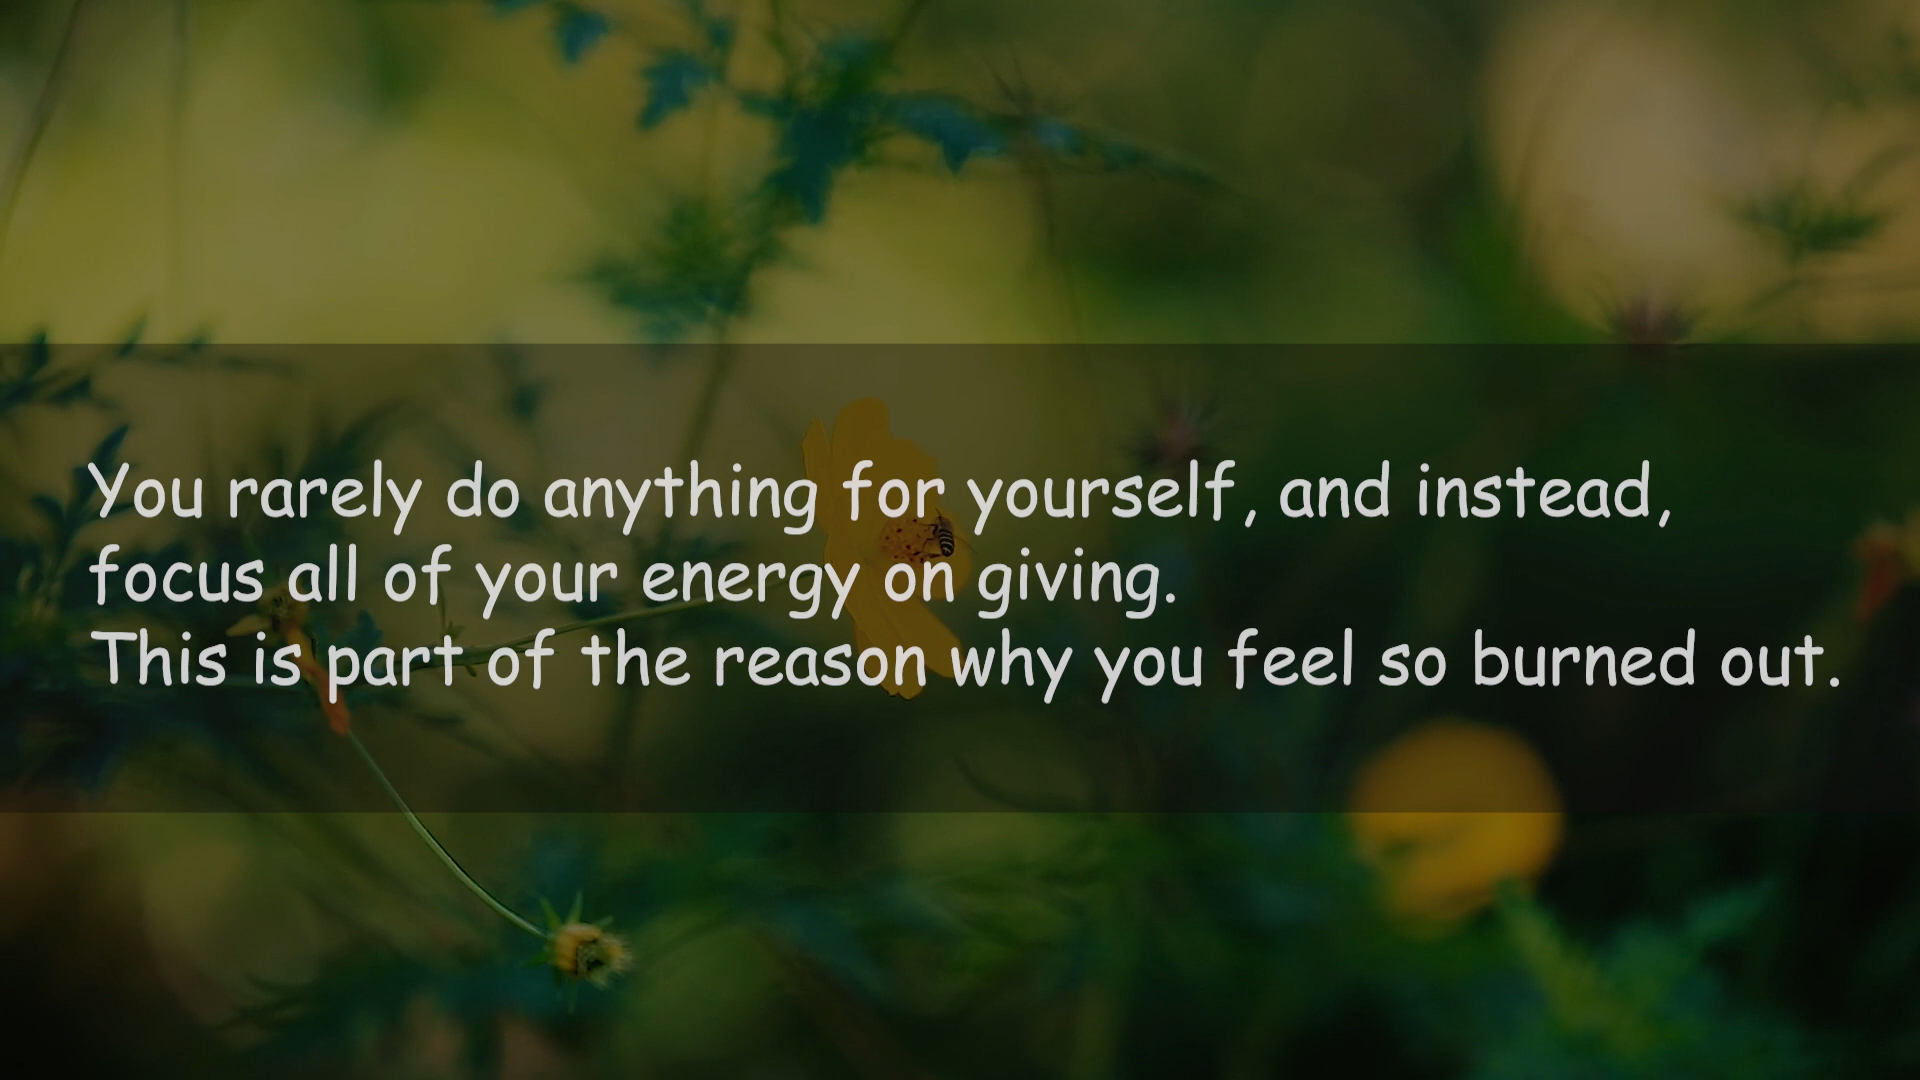 You rarely do anything for yourself, and instead,
focus all of your energy on giving.
This is part of the reason why you feel so burned out.